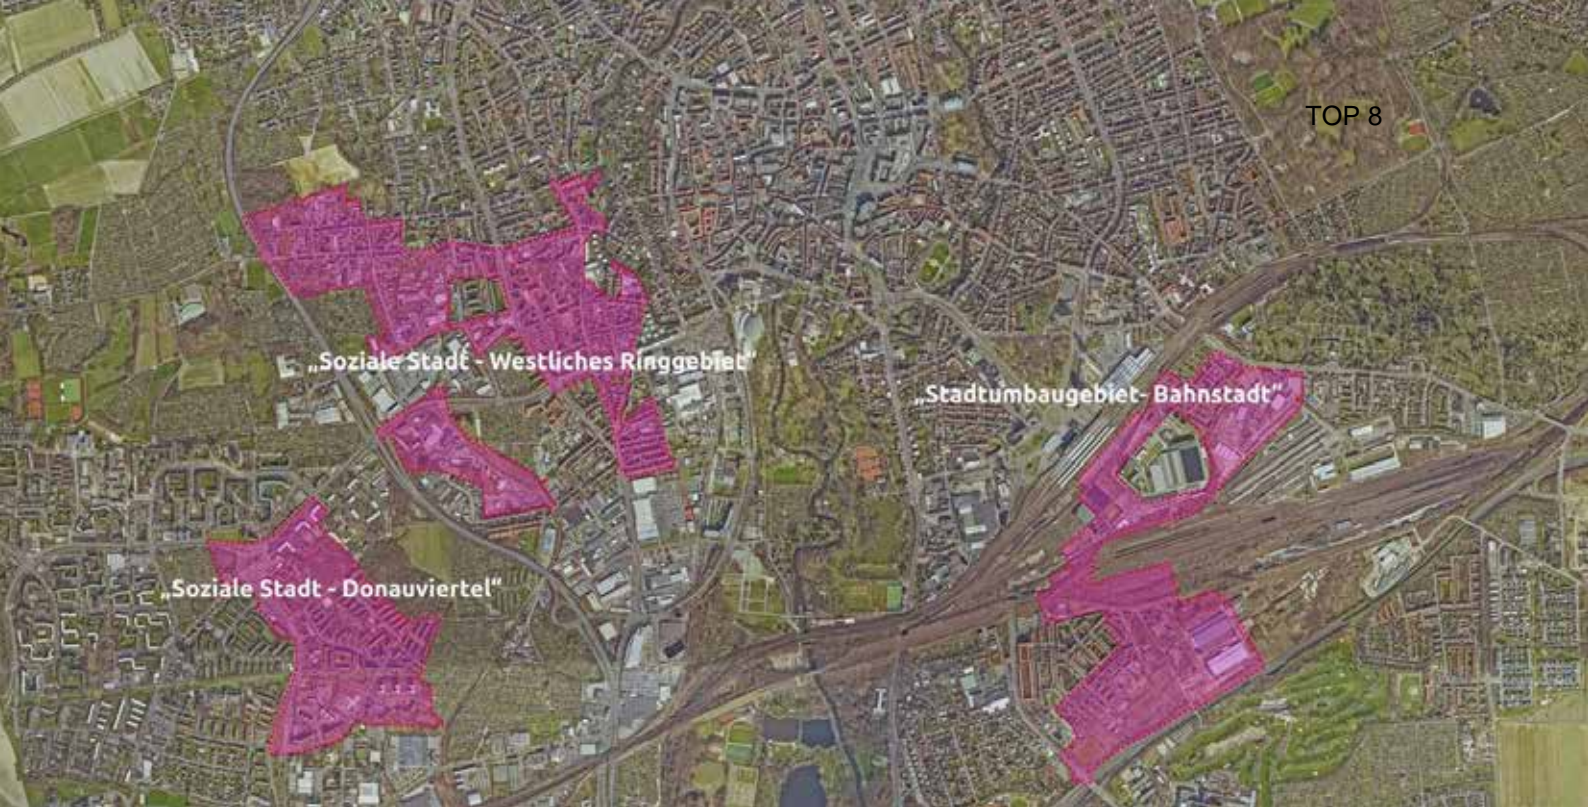 TOP 8
„Soziale Stadt - Westliches Ringgebiet“
„Stadtumbaugebiet- Bahnstadt“
„Soziale Stadt - Donauviertel“